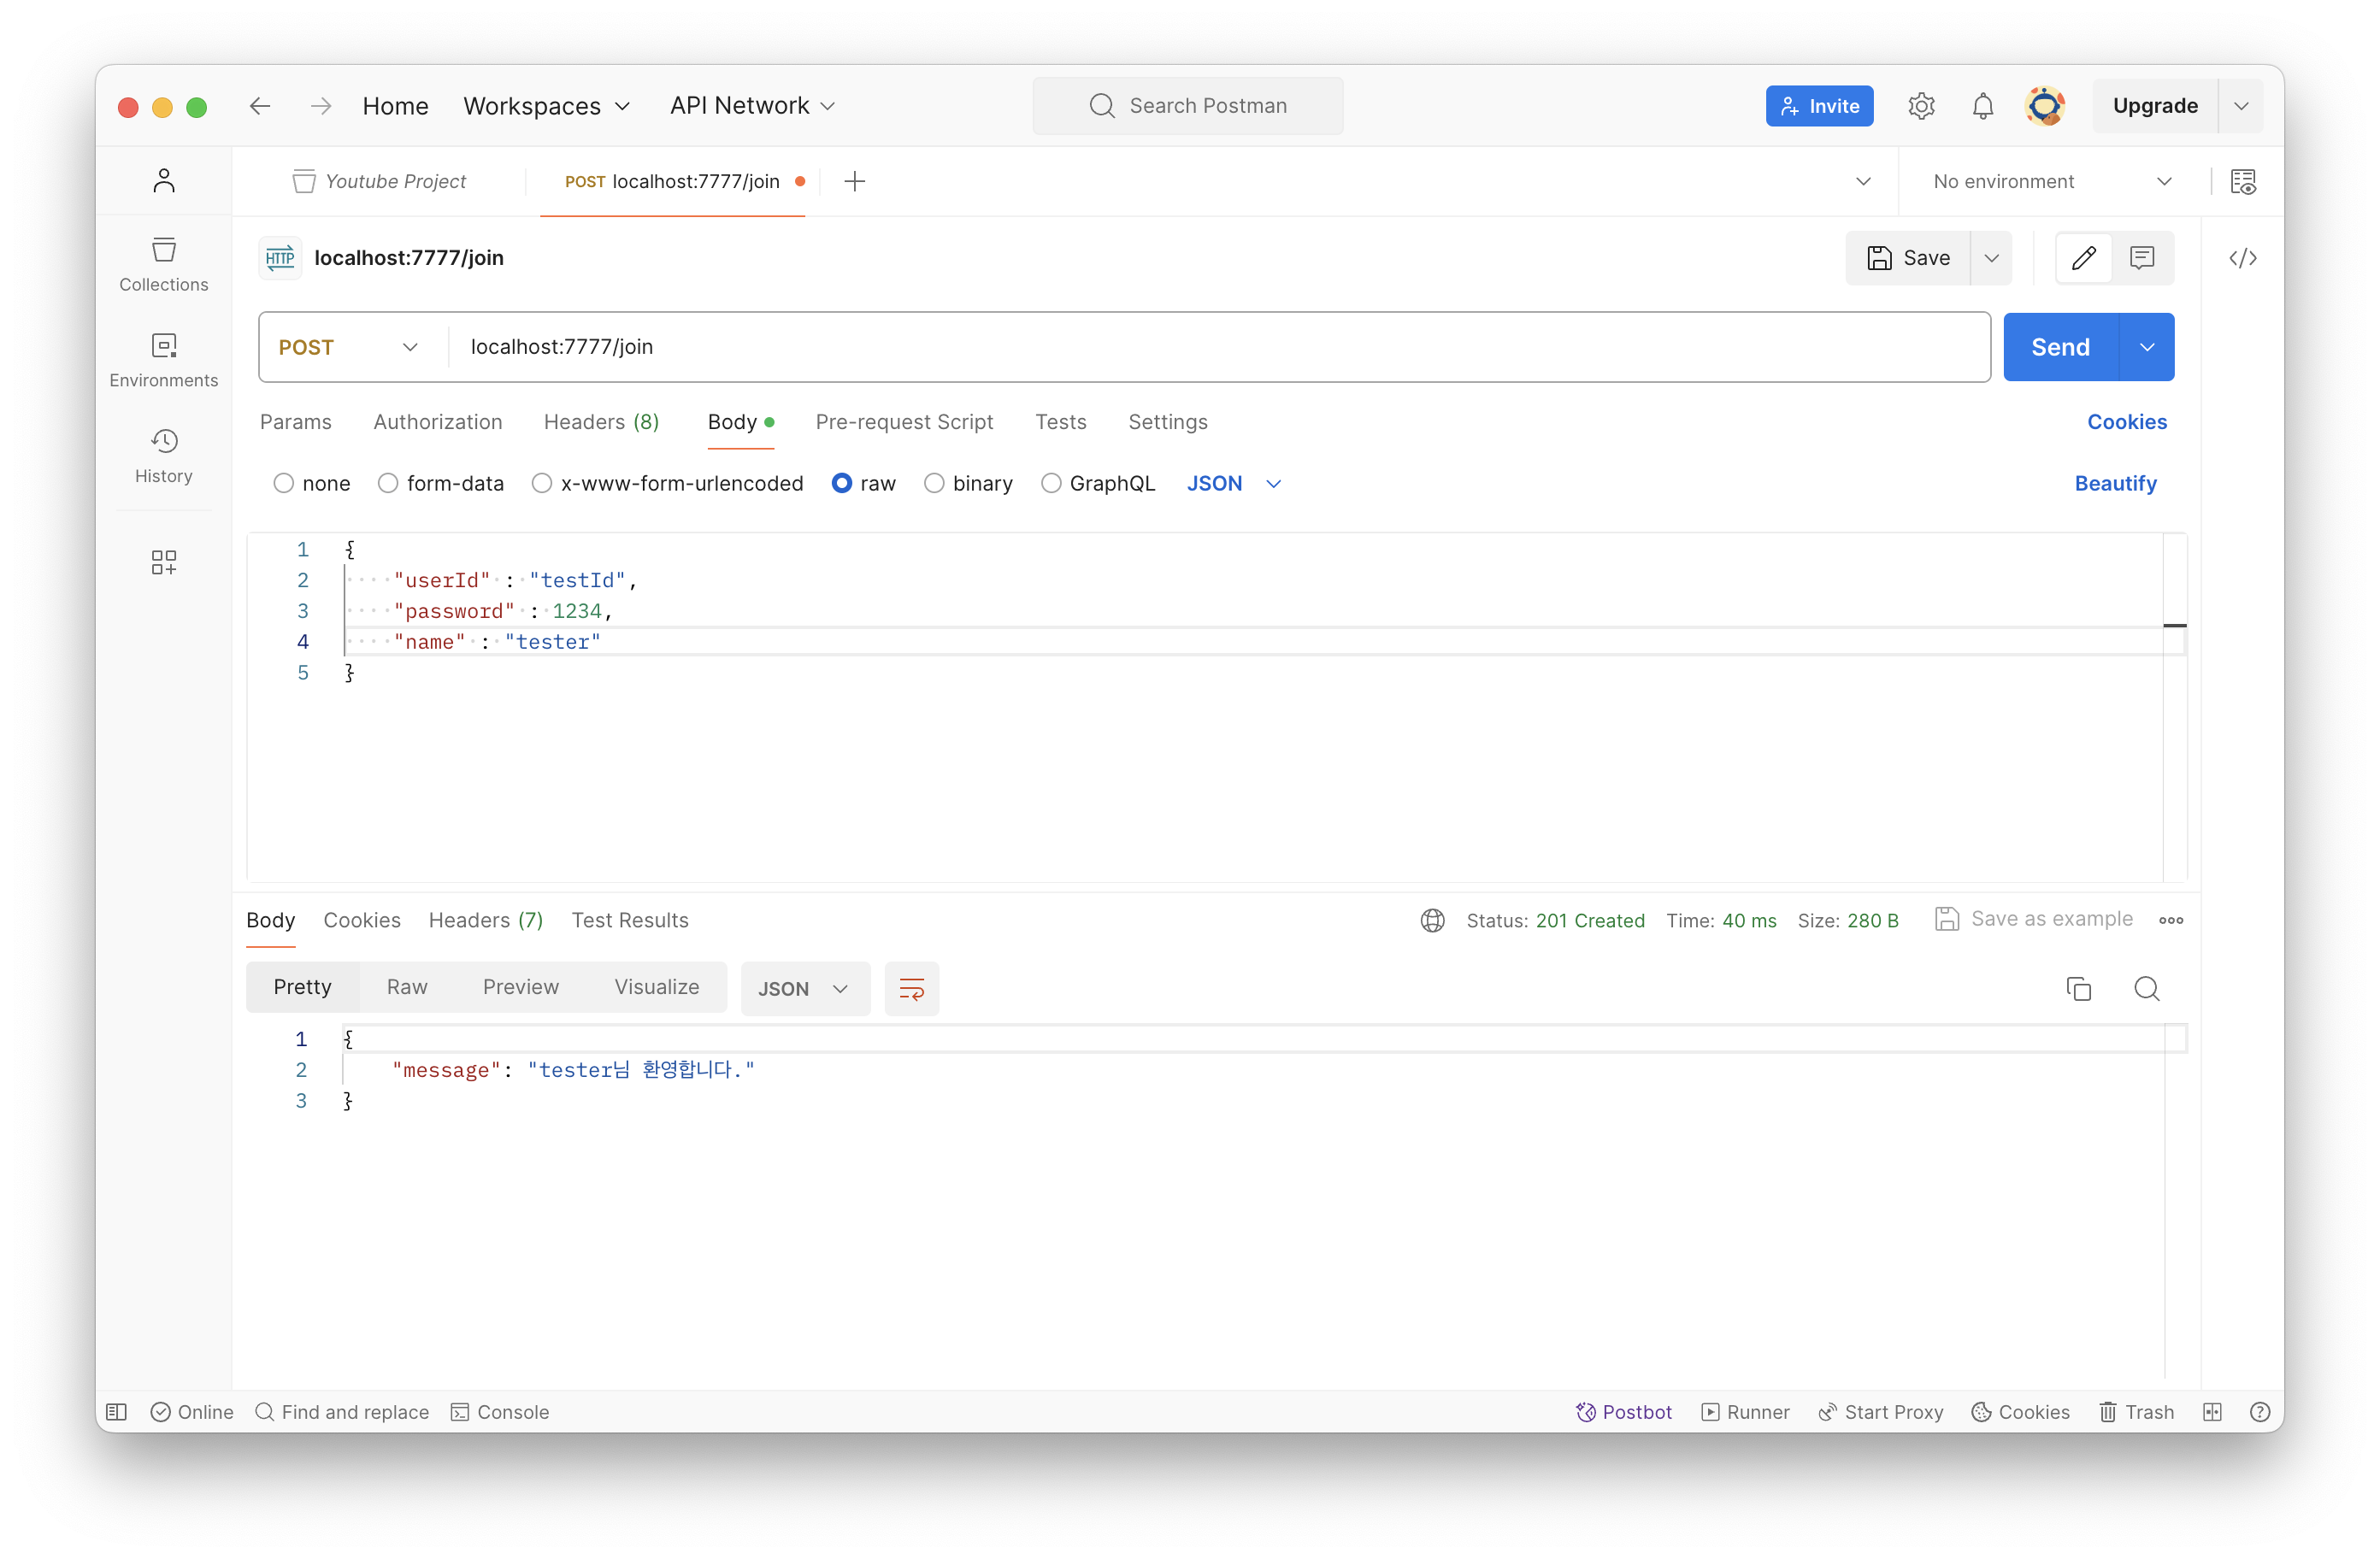 Home Workspaces API Network Search Postman Invite Upgrade
Youtube Project POST localhost:7777/join No environment
HTTP localhost:7777/join Save
Collections
Environments
History
POST localhost:7777/join Send
Params Authorization Headers (8) Body Pre-request Script Tests Settings Cookies
none form-data x-www-form-urlencoded raw binary GraphQL JSON Beautify
1 {
2 "userId" : "testId",
3 "password" : 1234,
4 "name" : "tester"
5 }
Body Cookies Headers (7) Test Results Status: 201 Created Time: 40 ms Size: 280 B Save as example
Pretty Raw Preview Visualize JSON
1 {
2 "message": "tester님 환영합니다."
3 }
Online Find and replace Console Postbot Runner Start Proxy Cookies Trash